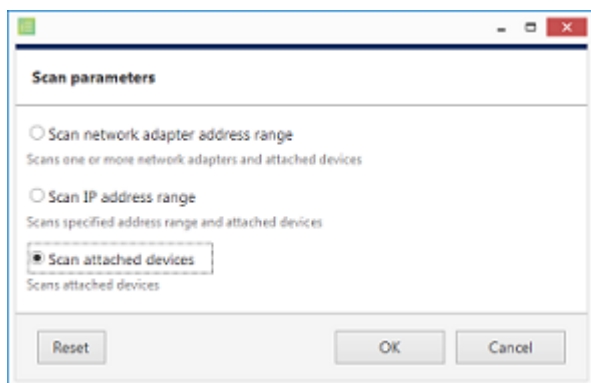 Scan parameters
Scan network adapter address range
Scans one or more network adapters and attached devices
Scan IP address range
Scans specified address range and attached devices
Scan attached devices
Scans attached devices
Reset OK Cancel